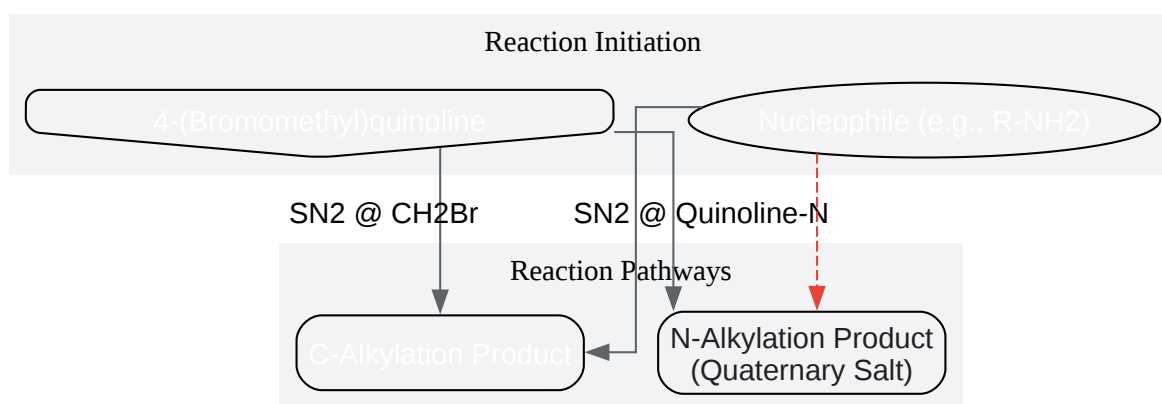 Reaction Initiation
4-(Bromomethyl)quinoline
Nucleophile (e.g., R-NH2)
SN2 @ CH2Br
SN2 @ Quinoline-N
Reaction Pathways
C-Alkylation Product
N-Alkylation Product
(Quaternary Salt)